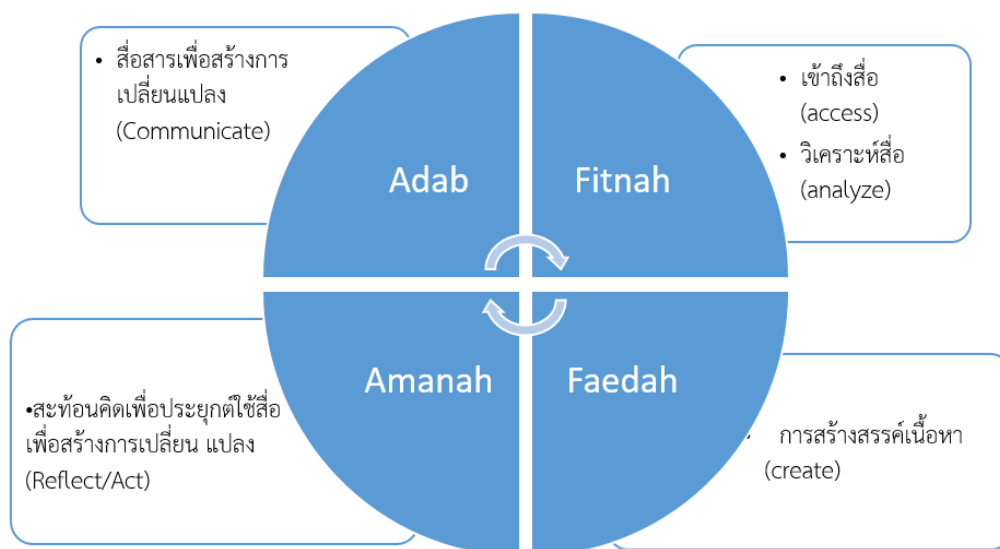 • สื่อสารเพื่อสร้างการ
เปลี่ยนแปลง
(Communicate)
• เข้าถึงสื่อ
(access)
• วิเคราะห์สื่อ
(analyze)
Adab
Fitnah
Amanah
Faedah
•สะท้อนคิดเพื่อประยุกต์ใช้สื่อ
เพื่อสร้างการเปลี่ยน แปลง
(Reflect/Act)
การสร้างสรรค์เนื้อหา
(create)